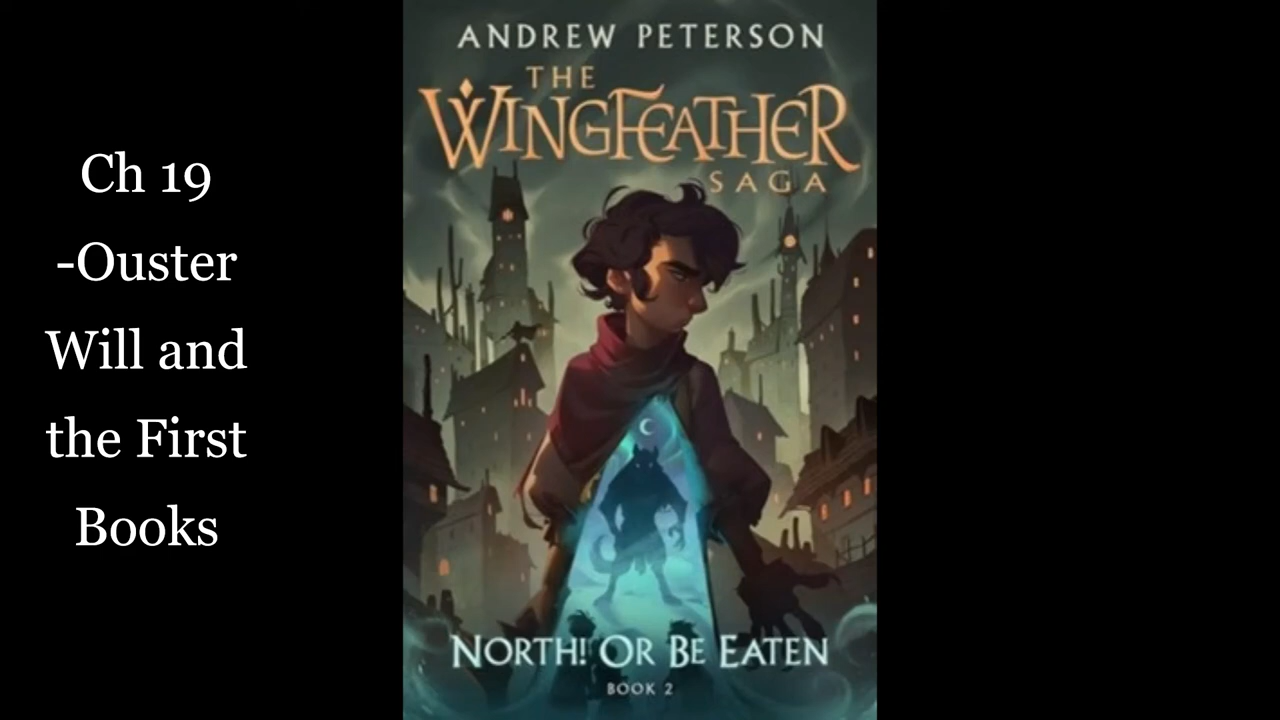 Ch 19
-Ouster
Will and
the First
Books
ANDREW PETERSON
THE
WINGFEATHER
SAGA
NORTH! OR BE EATEN
BOOK 2